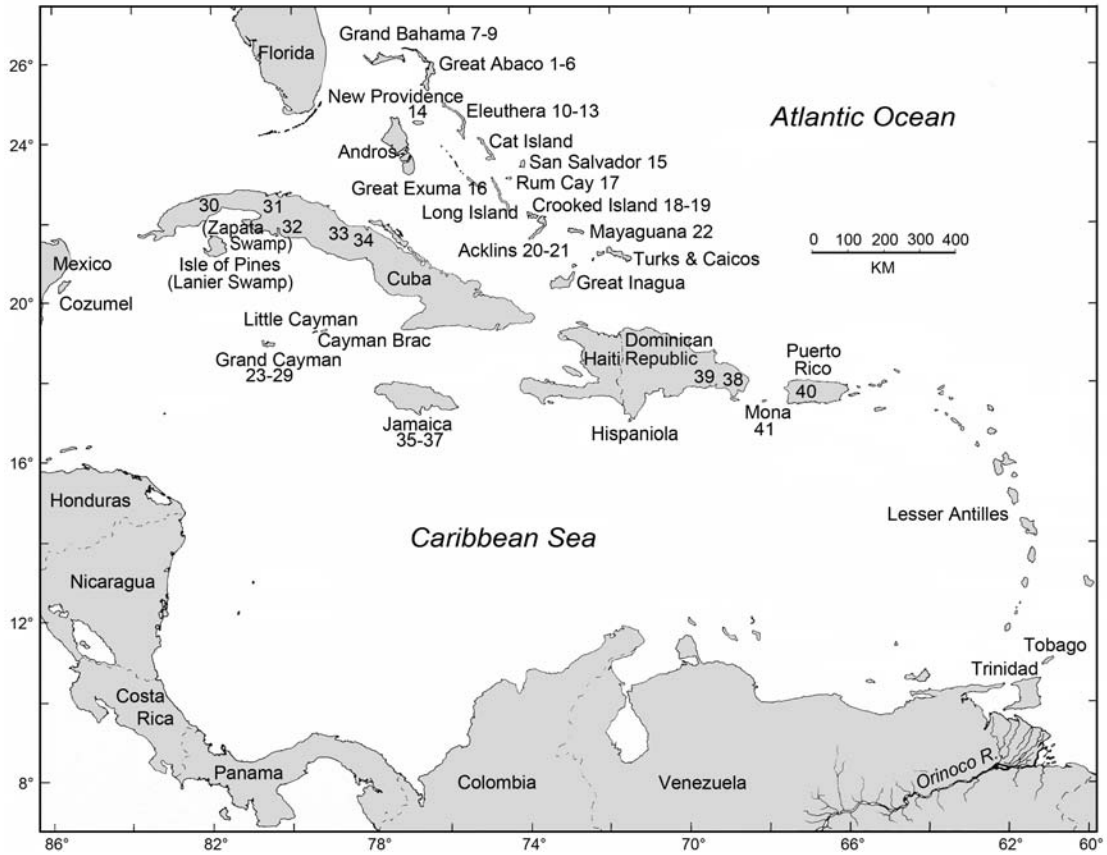 Grand Bahama 7-9
Florida
26°
Great Abaco 1-6
New Providence
14
Eleuthera 10-13
Atlantic Ocean
24°
Cat Island
Andros
San Salvador 15
Great Exuma 16
Rum Cay 17
30
31
Long Island
Crooked Island 18-19
22°
(Zapata
Swamp)
32
33
34
Acklins 20-21
Mayaguana 22
0 100 200 300 400
KM
Mexico
Isle of Pines
(Lanier Swamp)
Cuba
Turks & Caicos
Great Inagua
Cozumel
20°
Little Cayman
Cayman Brac
Grand Cayman
23-29
Dominican
Republic
Haiti
39
38
Puerto
Rico
40
18°
Mona
41
Jamaica
35-37
Hispaniola
16°
Honduras
Lesser Antilles
Caribbean Sea
Nicaragua
12°
Tobago
Trinidad
Costa
Rica
10°
Panama
Colombia
Venezuela
Orinoco R.
8°
86°
82°
78°
74°
70°
66°
62°
60°